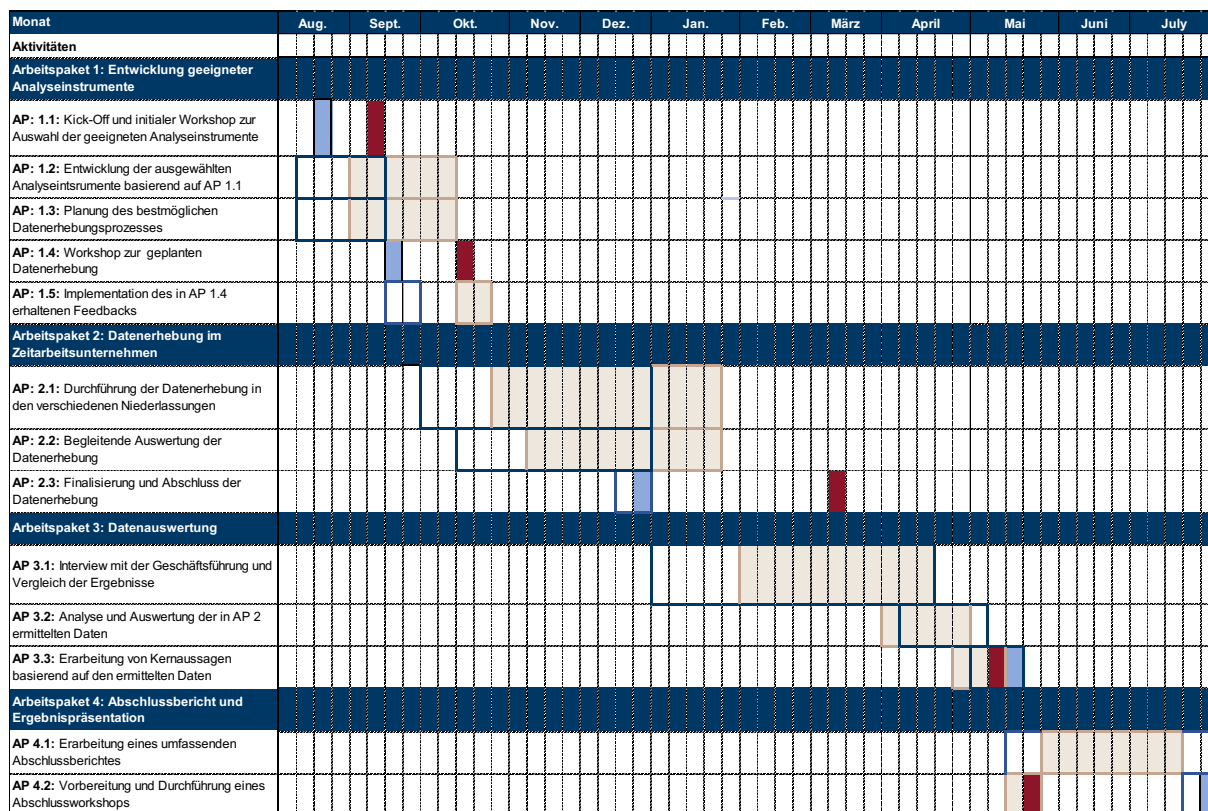 Monat Aug. Sept. Okt. Nov. Dez. Jan. Feb. März April Mai Juni July
Aktivitäten
Arbeitspaket 1: Entwicklung geeigneter
Analyseinstrumente
AP: 1.1: Kick-Off und initialer Workshop zur
Auswahl der geeigneten Analyseinstrumente
AP: 1.2: Entwicklung der ausgewählten
Analyseintsrumente basierend auf AP 1.1
AP: 1.3: Planung des bestmöglichen
Datenerhebungsprozesses
AP: 1.4: Workshop zur geplanten
Datenerhebung
AP: 1.5: Implementation des in AP 1.4
erhaltenen Feedbacks
Arbeitspaket 2: Datenerhebung im
Zeitarbeitsunternehmen
AP: 2.1: Durchführung der Datenerhebung in
den verschiedenen Niederlassungen
AP: 2.2: Begleitende Auswertung der
Datenerhebung
AP: 2.3: Finalisierung und Abschluss der
Datenerhebung
Arbeitspaket 3: Datenauswertung
AP 3.1: Interview mit der Geschäftsführung und
Vergleich der Ergebnisse
AP 3.2: Analyse und Auswertung der in AP 2
ermittelten Daten
AP 3.3: Erarbeitung von Kernaussagen
basierend auf den ermittelten Daten
Arbeitspaket 4: Abschlussbericht und
Ergebnispräsentation
AP 4.1: Erarbeitung eines umfassenden
Abschlussberichtes
AP 4.2: Vorbereitung und Durchführung eines
Abschlussworkshops